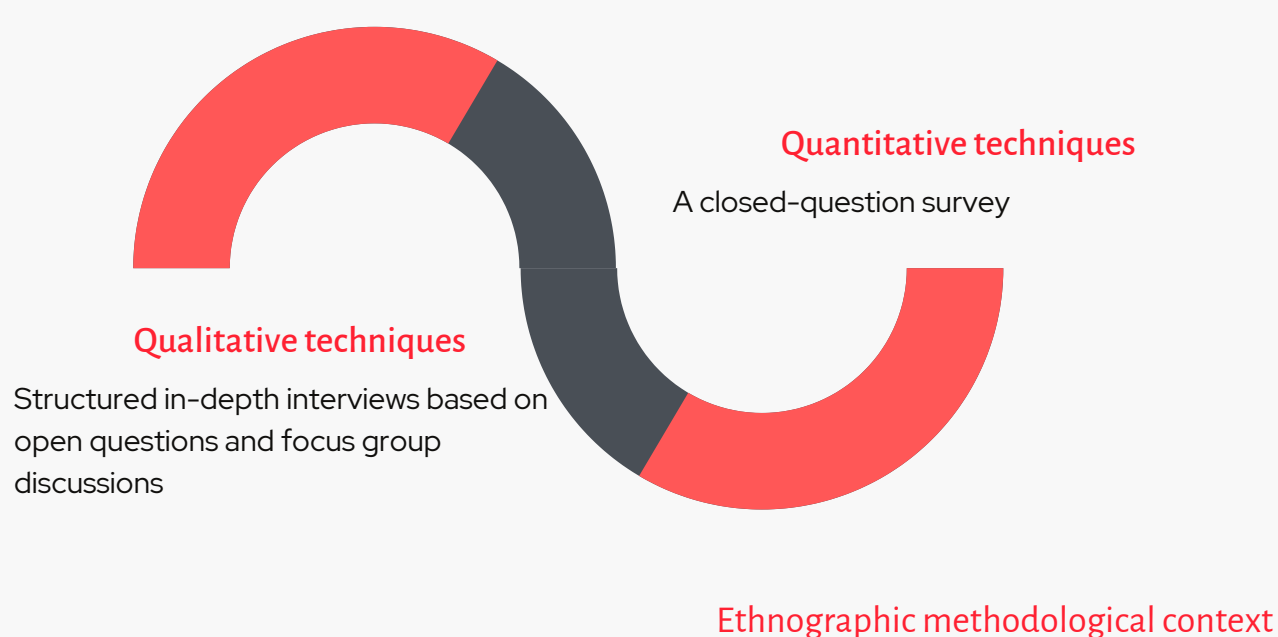 Quantitative techniques
A closed-question survey
Qualitative techniques
Structured in-depth interviews based on
open questions and focus group
discussions
Ethnographic methodological context